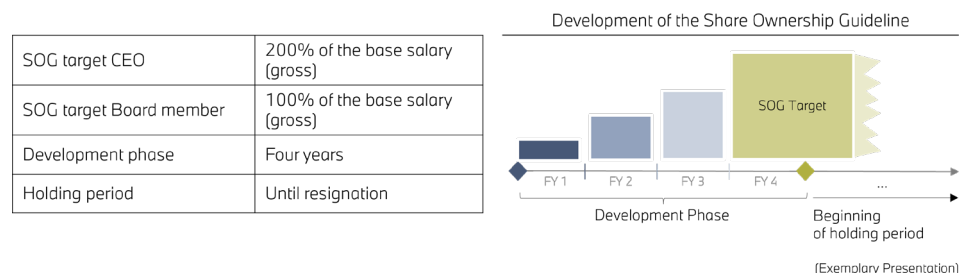 SOG target CEO
200% of the base salary
(gross)
SOG target Board member
100% of the base salary
(gross)
Development phase
Four years
Holding period
Until resignation
Development of the Share Ownership Guideline
SOG Target
FY 1
FY 2
FY 3
FY 4
...
Development Phase
Beginning
of holding period
(Exemplary Presentation)